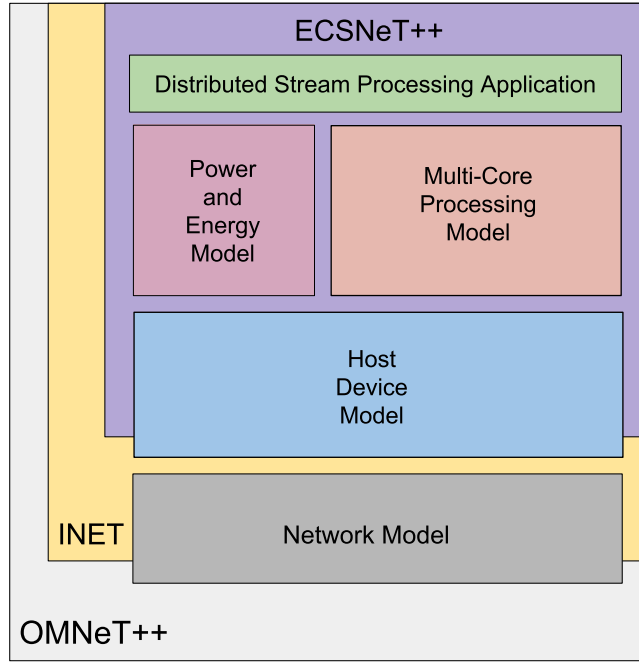 ECSNeT++
Distributed Stream Processing Application
Power
and
Energy
Model
Multi-Core
Processing
Model
Host
Device
Model
INET
Network Model
OMNeT++